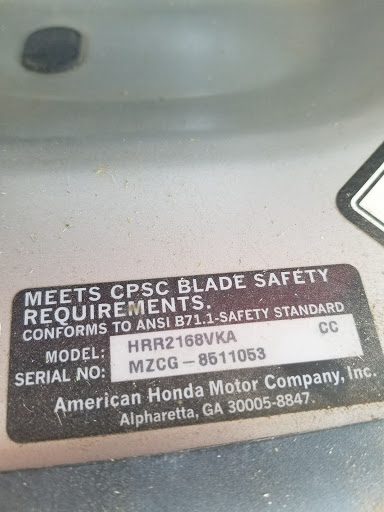 MEETS CPSC BLADE SAFETY
REQUIREMENTS.
CONFORMS TO ANSI B71.1-SAFETY STANDARD
MODEL: HRR2168VKA CC
SERIAL NO: MZCG-8511053
American Honda Motor Company, Inc.
Alpharetta, GA 30005-8847.